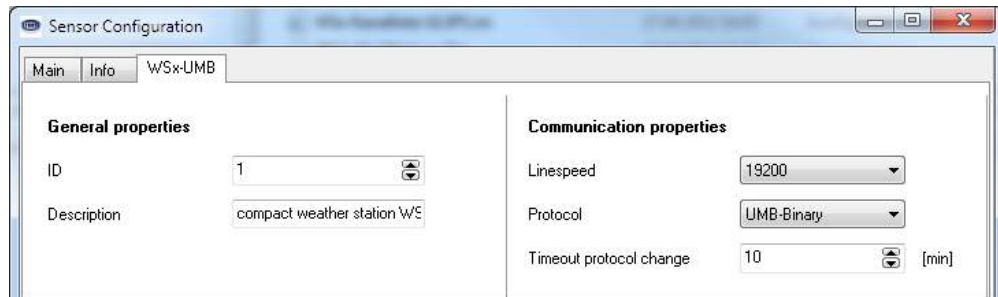 Sensor Configuration
Main Info WSx-UMB
General properties
ID 1
Description compact weather station WS
Communication properties
Linespeed 19200
Protocol UMB-Binary
Timeout protocol change 10 [min]